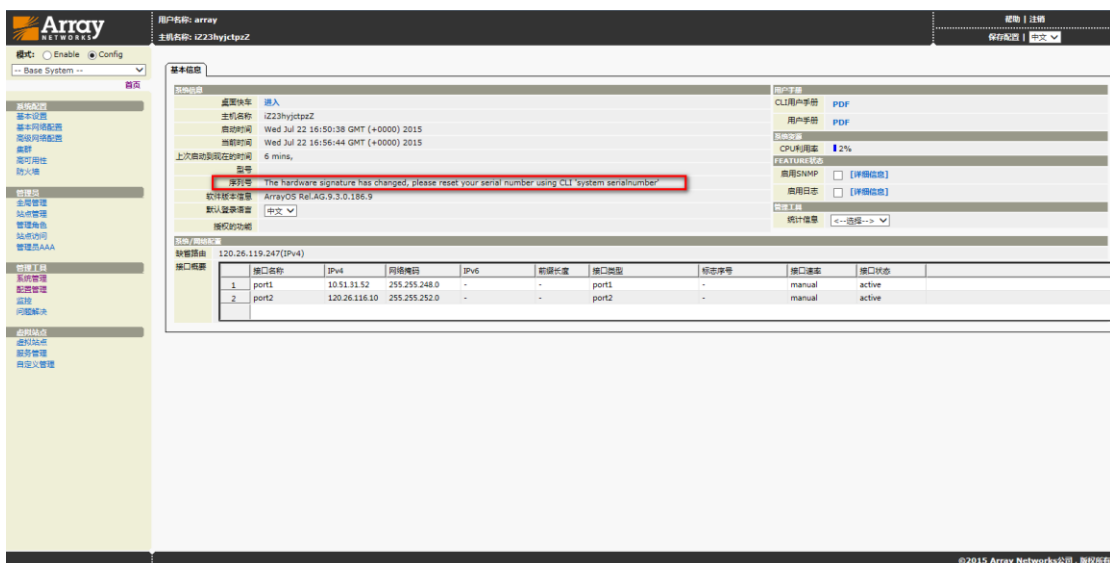 Array
NETWORKS
用户名称: array
主机名称: iZ23hyjctpzZ
帮助 | 注销
保存配置 | 中文
模式: Enable Config
-- Base System --
首页
系统配置
基本设置
基本网络配置
高级网络配置
集群
高可用性
防火墙
管理员
全局管理
站点管理
管理角色
站点访问
管理员AAA
管理工具
系统管理
配置管理
监控
问题解决
虚拟站点
虚拟站点
服务管理
自定义管理
基本信息
系统信息
桌面快车 进入
主机名称 iZ23hyjctpzZ
启动时间 Wed Jul 22 16:50:38 GMT (+0000) 2015
当前时间 Wed Jul 22 16:56:44 GMT (+0000) 2015
上次启动到现在的时间 6 mins,
型号
序列号 The hardware signature has changed, please reset your serial number using CLI 'system serialnumber'
软件版本信息 ArrayOS Rel.AG.9.3.0.186.9
默认登录语言 中文
授权的功能
用户手册
CLI用户手册 PDF
用户手册 PDF
系统资源
CPU利用率 2%
FEATURE状态
启用SNMP [详细信息]
启用日志 [详细信息]
管理工具
统计信息 <--选择-->
系统/网络配置
缺省路由 120.26.119.247(IPv4)
接口概要
接口名称 IPv4 网络掩码 IPv6 前缀长度 接口类型 标志序号 接口速率 接口状态
1 port1 10.51.31.52 255.255.248.0 - - port1 - manual active
2 port2 120.26.116.10 255.255.252.0 - - port2 - manual active
©2015 Array Networks公司，版权所有